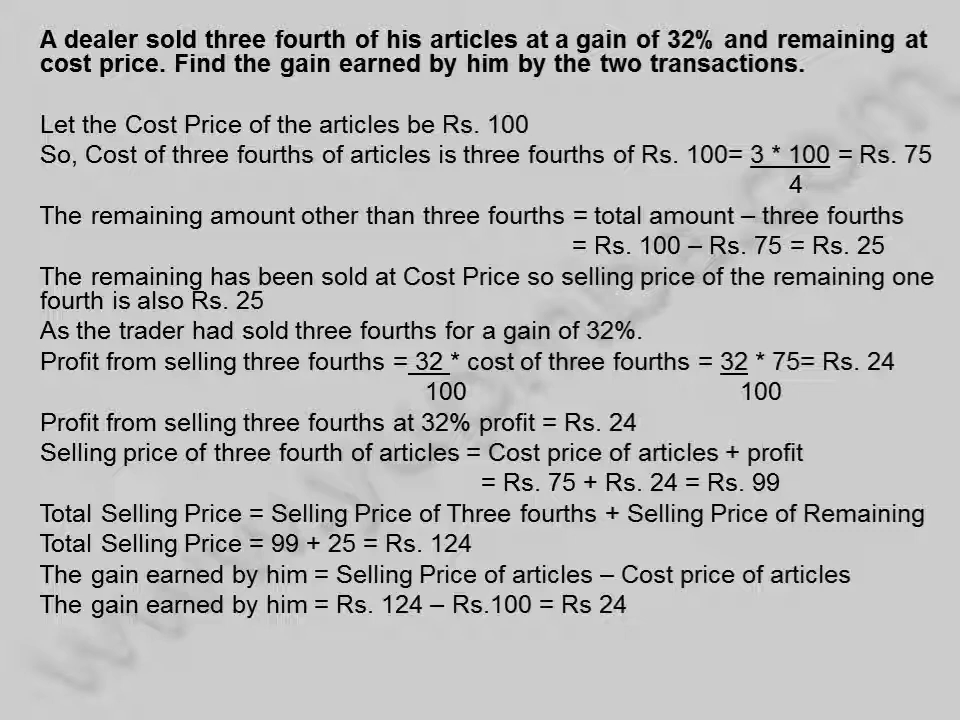 A dealer sold three fourth of his articles at a gain of 32% and remaining at
cost price. Find the gain earned by him by the two transactions.
Let the Cost Price of the articles be Rs. 100
So, Cost of three fourths of articles is three fourths of Rs. 100= 3 * 100 = Rs. 75
4
The remaining amount other than three fourths = total amount – three fourths
= Rs. 100 – Rs. 75 = Rs. 25
The remaining has been sold at Cost Price so selling price of the remaining one
fourth is also Rs. 25
As the trader had sold three fourths for a gain of 32%.
Profit from selling three fourths = 32 * cost of three fourths = 32 * 75= Rs. 24
100 100
Profit from selling three fourths at 32% profit = Rs. 24
Selling price of three fourth of articles = Cost price of articles + profit
= Rs. 75 + Rs. 24 = Rs. 99
Total Selling Price = Selling Price of Three fourths + Selling Price of Remaining
Total Selling Price = 99 + 25 = Rs. 124
The gain earned by him = Selling Price of articles – Cost price of articles
The gain earned by him = Rs. 124 – Rs.100 = Rs 24